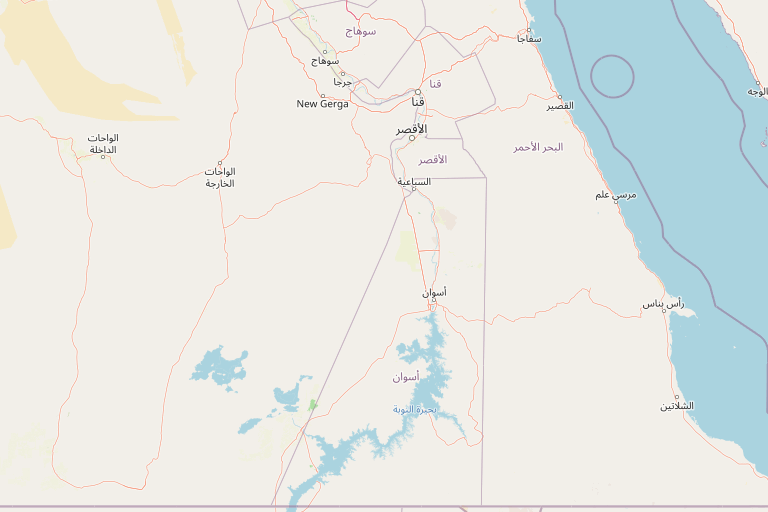 سوهاج
سفاجا
سوهاج
جرجا
قنا
الوجه
New Gerga
قنا
القصير
الأقصر
الواحات
الداخلة
البحر الأحمر
الأقصر
الواحات
الخارجة
السباعية
مرسى علم
أسوان
رأس بناس
أسوان
بحيرة النوبة
الشلاتين